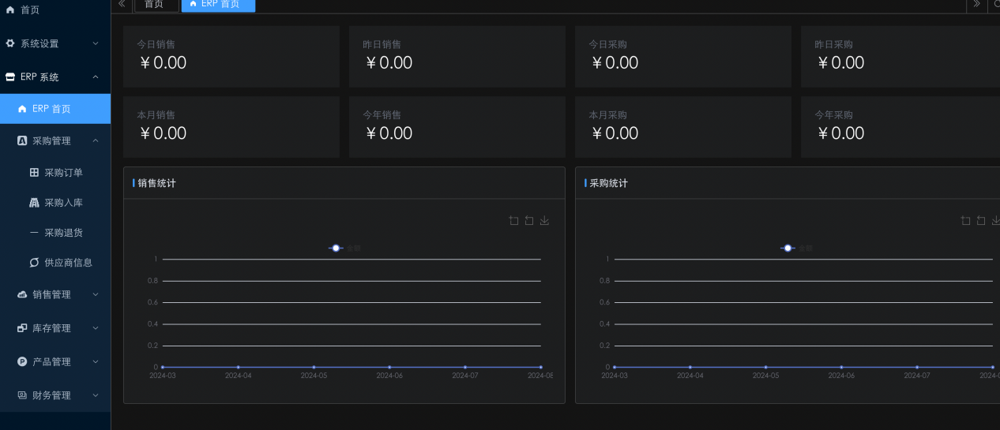 首页
系统设置
ERP 系统
ERP 首页
采购管理
采购订单
采购入库
采购退货
供应商信息
销售管理
库存管理
产品管理
财务管理
首页
ERP 首页
今日销售
￥0.00
昨日销售
￥0.00
今日采购
￥0.00
昨日采购
￥0.00
本月销售
￥0.00
今年销售
￥0.00
本月采购
￥0.00
今年采购
￥0.00
销售统计
金额
1
0.8
0.6
0.4
0.2
0
2024-03
2024-04
2024-05
2024-06
2024-07
2024-08
采购统计
金额
1
0.8
0.6
0.4
0.2
0
2024-03
2024-04
2024-05
2024-06
2024-07
2024-0